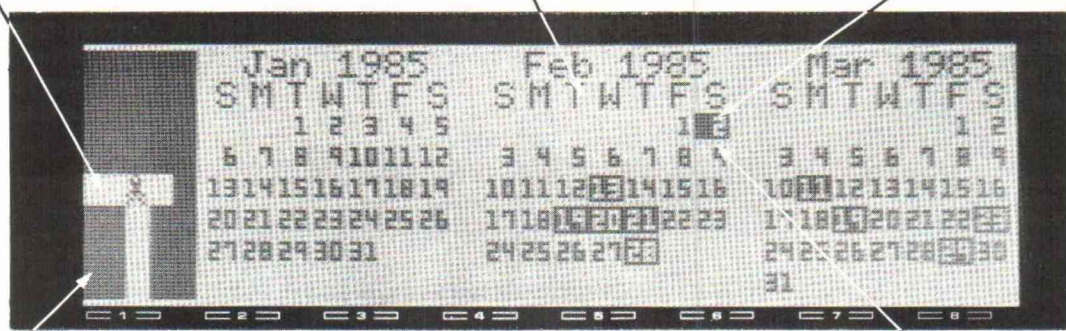 Jan 1985 Feb 1985 Mar 1985
S M T W T F S S M T W T F S S M T W T F S
1 2 3 4 5 1 2 1 2
6 7 8 9 10 11 12 3 4 5 6 7 8 9 3 4 5 6 7 8 9
13 14 15 16 17 18 19 10 11 12 13 14 15 16 10 11 12 13 14 15 16
20 21 22 23 24 25 26 17 18 19 20 21 22 23 17 18 19 20 21 22 23
27 28 29 30 31 24 25 26 27 28 24 25 26 27 28 29 30
31
1 2 3 4 5 6 7 8